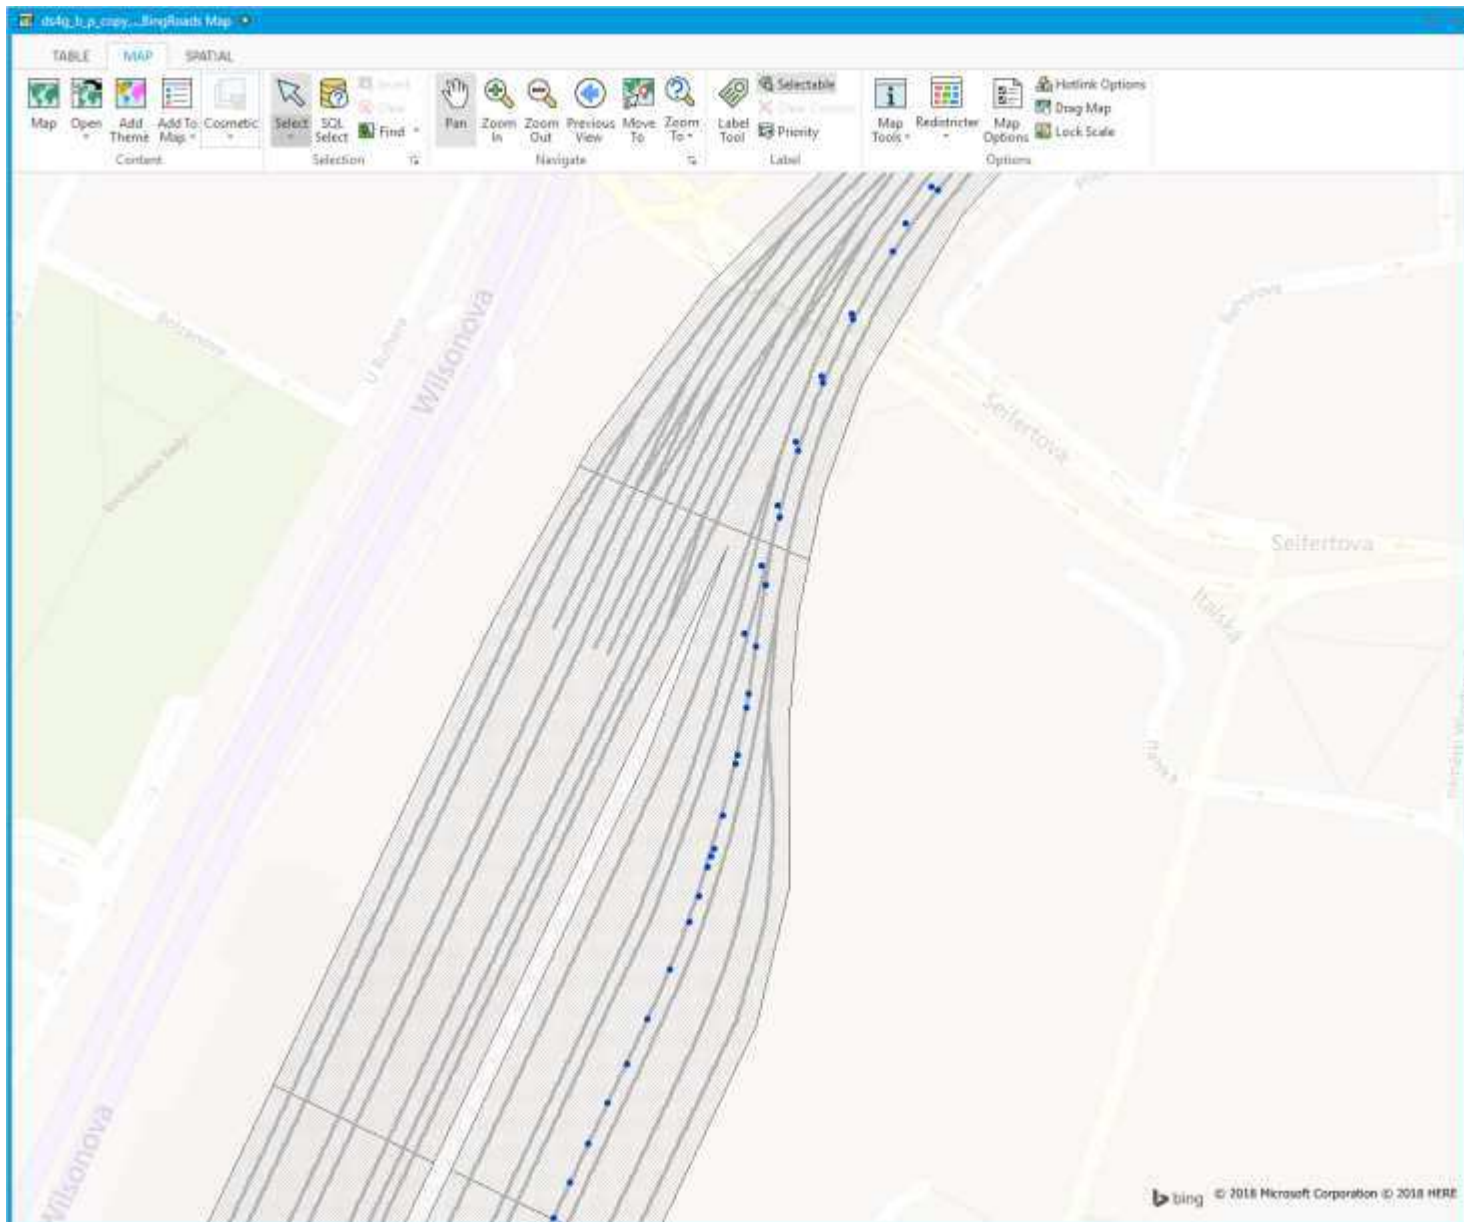 ds4g_b_p_copy,...,BingRoads Map
TABLE MAP SPATIAL
Map Open Add Theme Add To Map Cosmetic
Content
Select SQL Select Find
Selection
Pan Zoom In Zoom Out Previous View Move To Zoom To
Navigate
Label Tool Selectable
Priority
Label
Map Tools Redistricter Map Options
Hotlink Options
Drag Map
Lock Scale
Options
Bolzanova
U Bulhara
Wilsonova
Seifertova
Seifertova
Italská
Wilsonova
bing © 2018 Microsoft Corporation © 2018 HERE